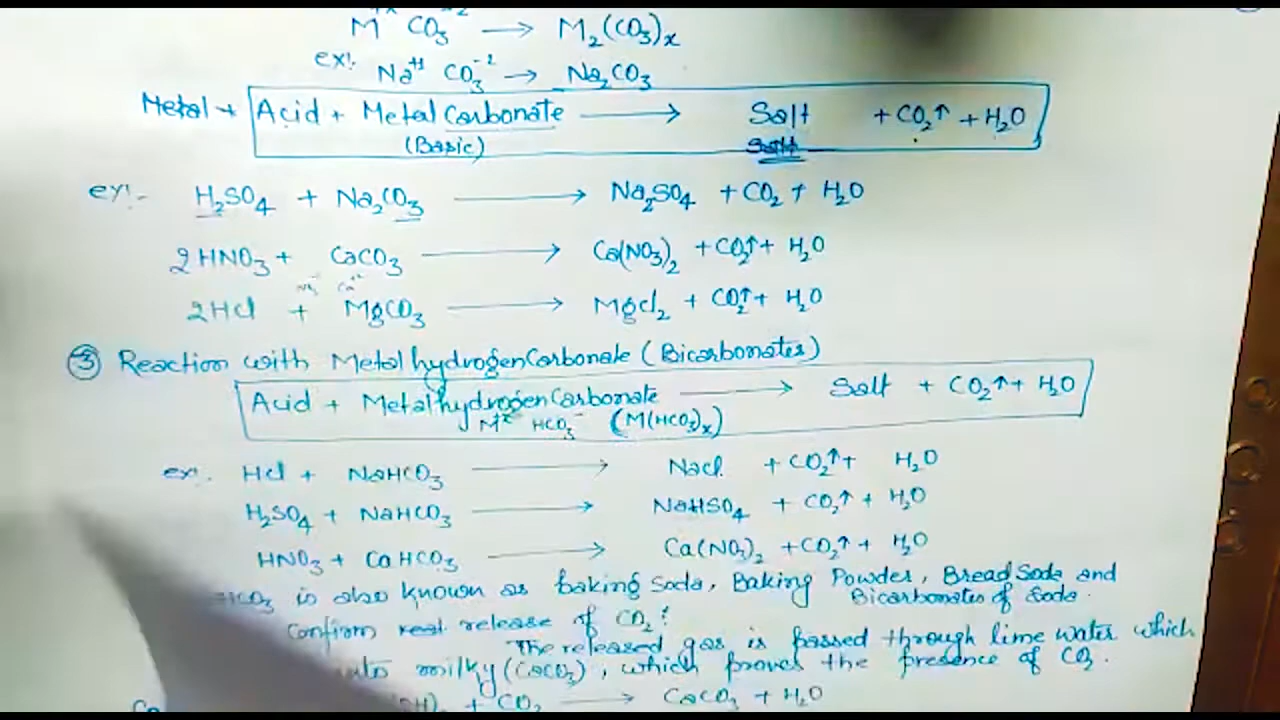 M⁺ˣ CO₃⁻² → M₂(CO₃)ₓ
ex:- Na⁺¹ CO₃⁻² → Na₂CO₃
Metal + Acid + Metal Carbonate → Salt + CO₂↑ + H₂O
(Basic)
ex:- H₂SO₄ + Na₂CO₃ → Na₂SO₄ + CO₂↑ H₂O
2HNO₃ + CaCO₃ → Ca(NO₃)₂ + CO₂↑ + H₂O
2HCl + MgCO₃ → MgCl₂ + CO₂↑ + H₂O
③ Reaction with Metal hydrogen Carbonate (Bicarbonates)
Acid + Metal hydrogen Carbonate → Salt + CO₂↑ + H₂O
M⁺ˣ HCO₃⁻ (M(HCO₃)ₓ)
ex:- HCl + NaHCO₃ → NaCl + CO₂↑ + H₂O
H₂SO₄ + NaHCO₃ → NaHSO₄ + CO₂↑ + H₂O
HNO₃ + CaHCO₃ → Ca(NO₃)₂ + CO₂↑ + H₂O
HCO₃ is also known as baking Soda, Baking Powder, Bread Soda and
Bicarbonates of Soda.
Confirm real release of CO₂?
The released gas is passed through lime water which
milky (CaCO₃), which proves the presence of CO₂.
+ CO₂ → CaCO₃ + H₂O